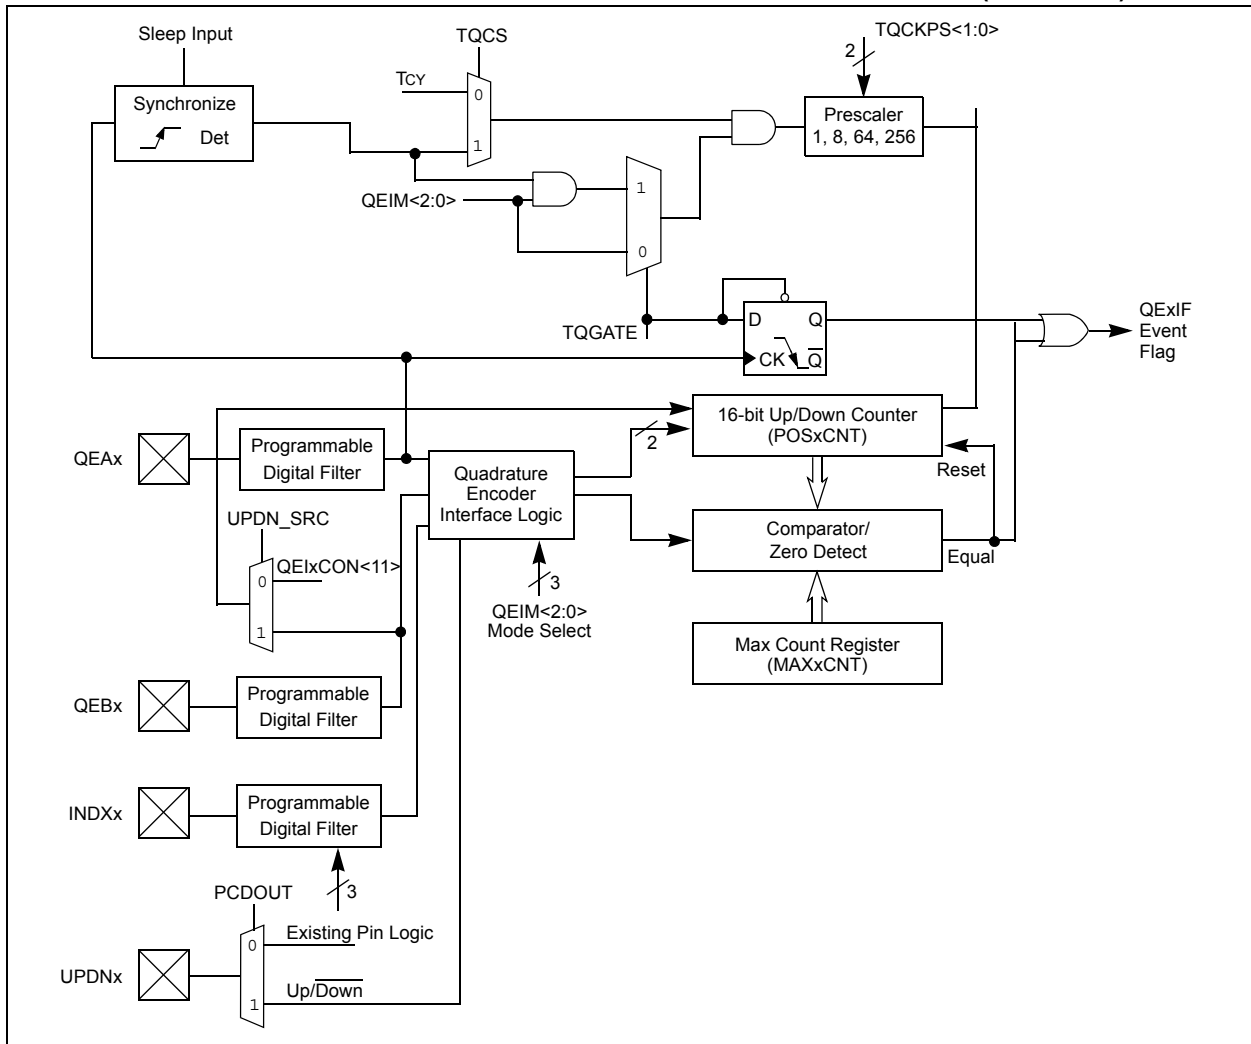 Sleep Input
TQCS
TQCKPS<1:0>
2
TCY
0
1
Synchronize
Det
Prescaler
1, 8, 64, 256
QEIM<2:0>
1
0
TQGATE
D
Q
CK
Q
QExIF
Event
Flag
16-bit Up/Down Counter
(POSxCNT)
2
Reset
QEAx
Programmable
Digital Filter
Quadrature
Encoder
Interface Logic
Comparator/
Zero Detect
Equal
UPDN_SRC
QEIxCON<11>
0
1
3
QEIM<2:0>
Mode Select
Max Count Register
(MAXxCNT)
QEBx
Programmable
Digital Filter
INDXx
Programmable
Digital Filter
3
PCDOUT
Existing Pin Logic
0
UPDNx
Up/Down
1